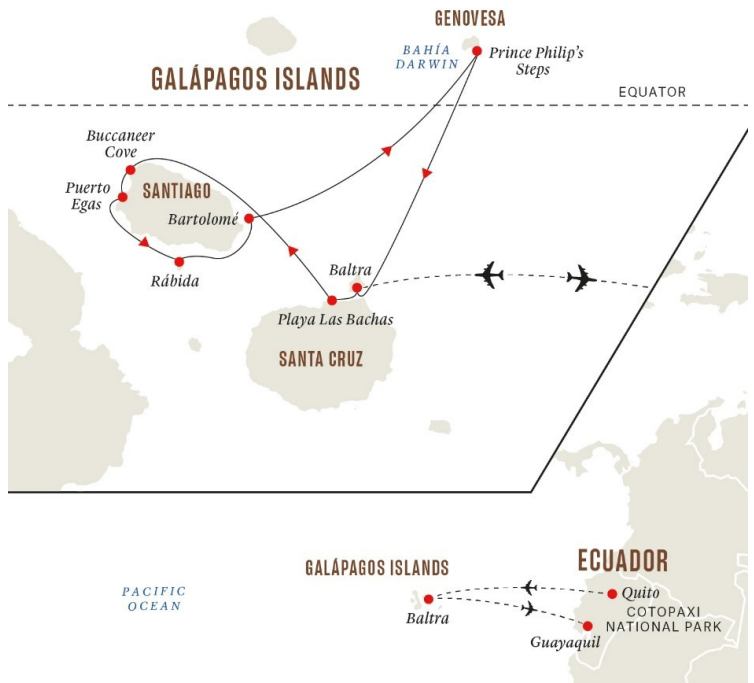 GENOVESA
BAHÍA
DARWIN
Prince Philip's
Steps
GALÁPAGOS ISLANDS
EQUATOR
Buccaneer
Cove
SANTIAGO
Puerto
Egas
Bartolomé
Rábida
Baltra
Playa Las Bachas
SANTA CRUZ
GALÁPAGOS ISLANDS
ECUADOR
PACIFIC
OCEAN
Baltra
Quito
COTOPAXI
NATIONAL PARK
Guayaquil